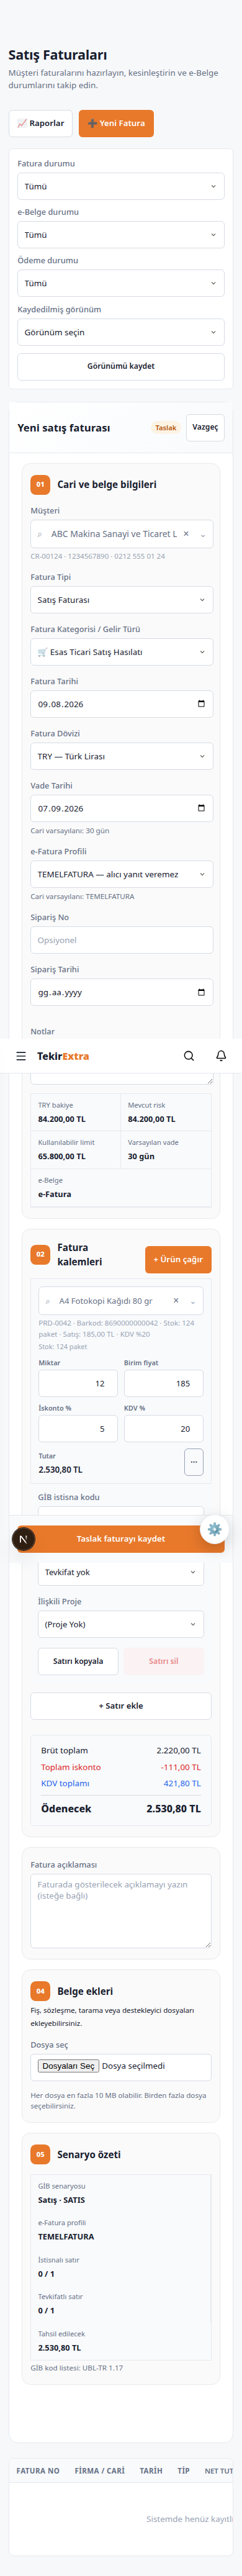 Satış Faturaları
Müşteri faturalarını hazırlayın, kesinleştirin ve e-Belge
durumlarını takip edin.
📈 Raporlar
➕ Yeni Fatura
Fatura durumu
Tümü
e-Belge durumu
Tümü
Ödeme durumu
Tümü
Kaydedilmiş görünüm
Görünüm seçin
Görünümü kaydet
Yeni satış faturası
Taslak
Vazgeç
01 Cari ve belge bilgileri
Müşteri
ABC Makina Sanayi ve Ticaret L
CR-00124 · 1234567890 · 0212 555 01 24
Fatura Tipi
Satış Faturası
Fatura Kategorisi / Gelir Türü
🛒 Esas Ticari Satış Hasılatı
Fatura Tarihi
09.08.2026
Fatura Dövizi
TRY — Türk Lirası
Vade Tarihi
07.09.2026
Cari varsayılanı: 30 gün
e-Fatura Profili
TEMELFATURA — alıcı yanıt veremez
Cari varsayılanı: TEMELFATURA
Sipariş No
Opsiyonel
Sipariş Tarihi
gg.aa.yyyy
Notlar
TekirExtra
TRY bakiye
84.200,00 TL
Mevcut risk
84.200,00 TL
Kullanılabilir limit
65.800,00 TL
Varsayılan vade
30 gün
e-Belge
e-Fatura
02 Fatura
kalemleri
+ Ürün çağır
A4 Fotokopi Kağıdı 80 gr
PRD-0042 · Barkod: 8690000000042 · Stok: 124
paket · Satış: 185,00 TL · KDV %20
Stok: 124 paket
Miktar
12
Birim fiyat
185
İskonto %
5
KDV %
20
Tutar
2.530,80 TL
···
GİB istisna kodu
N
Taslak faturayı kaydet
Tevkifat yok
İlişkili Proje
(Proje Yok)
Satırı kopyala
Satırı sil
+ Satır ekle
Brüt toplam 2.220,00 TL
Toplam iskonto -111,00 TL
KDV toplamı 421,80 TL
Ödenecek 2.530,80 TL
Fatura açıklaması
Faturada gösterilecek açıklamayı yazın
(isteğe bağlı)
04 Belge ekleri
Fiş, sözleşme, tarama veya destekleyici dosyaları
ekleyebilirsiniz.
Dosya seç
Dosyaları Seç Dosya seçilmedi
Her dosya en fazla 10 MB olabilir. Birden fazla dosya
seçebilirsiniz.
05 Senaryo özeti
GİB senaryosu
Satış · SATIS
e-Fatura profili
TEMELFATURA
İstisnalı satır
0 / 1
Tevkifatlı satır
0 / 1
Tahsil edilecek
2.530,80 TL
GİB kod listesi: UBL-TR 1.17
FATURA NO FİRMA / CARİ TARİH TİP NET TUT
Sistemde henüz kayıtlı